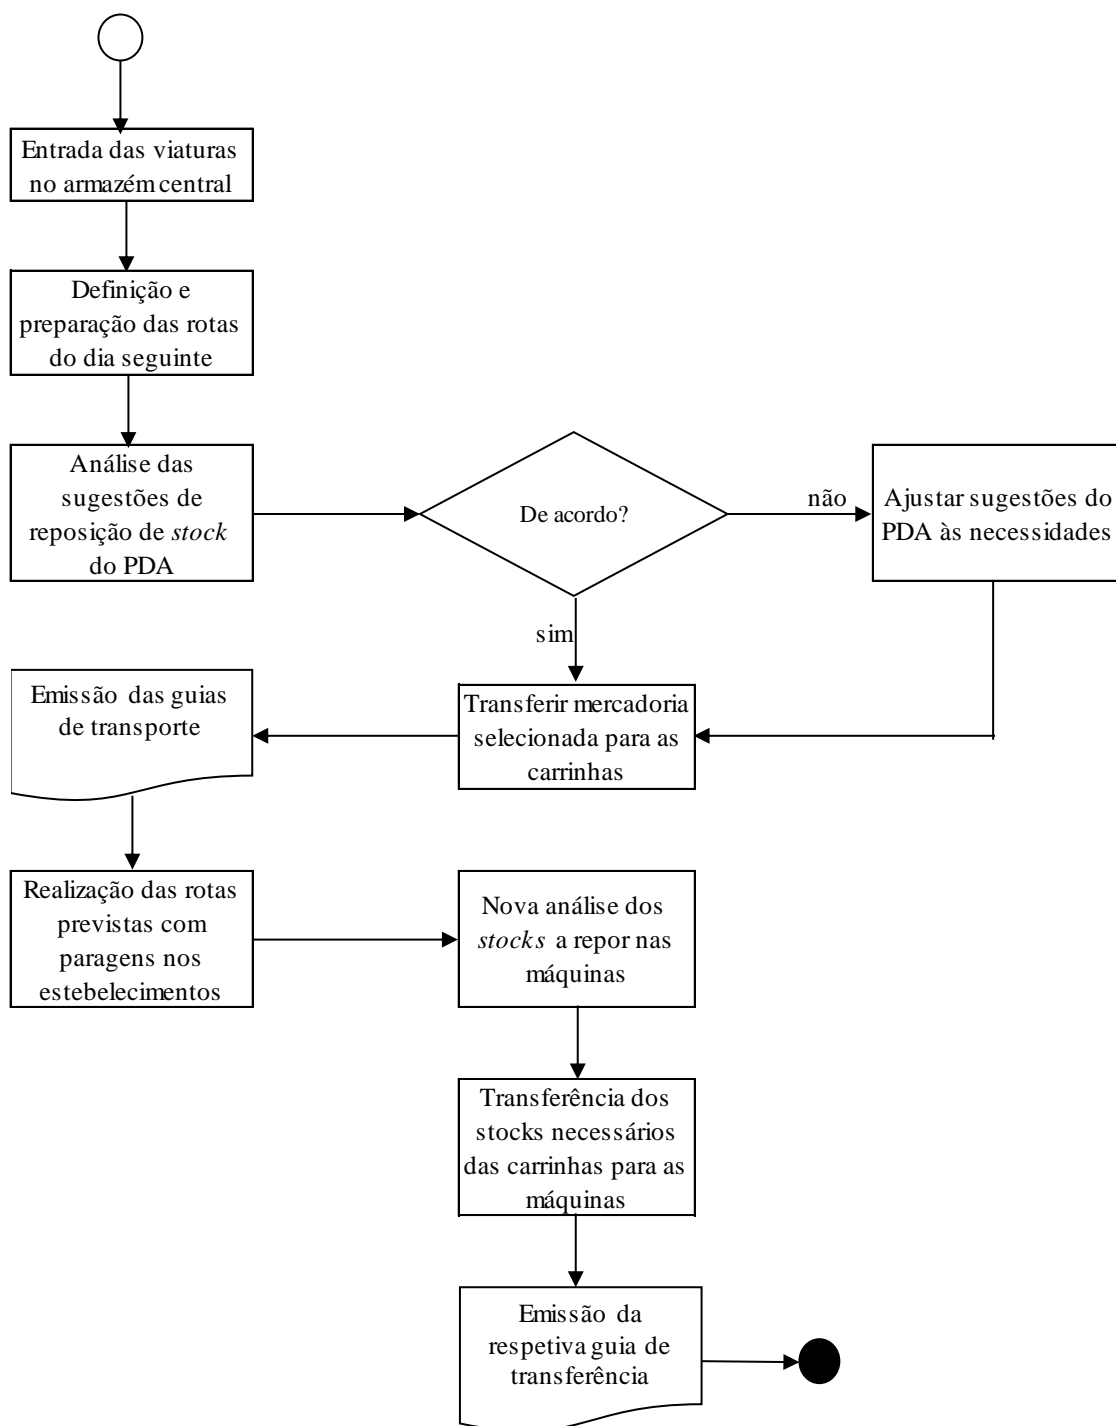 Entrada das viaturas
no armazém central
Definição e
preparação das rotas
do dia seguinte
Análise das
sugestões de
reposição de stock
do PDA
De acordo?
não
Ajustar sugestões do
PDA às necessidades
sim
Transferir mercadoria
selecionada para as
carrinhas
Emissão das guias
de transporte
Realização das rotas
previstas com
paragens nos
estebelecimentos
Nova análise dos
stocks a repor nas
máquinas
Transferência dos
stocks necessários
das carrinhas para as
máquinas
Emissão da
respetiva guia de
transferência